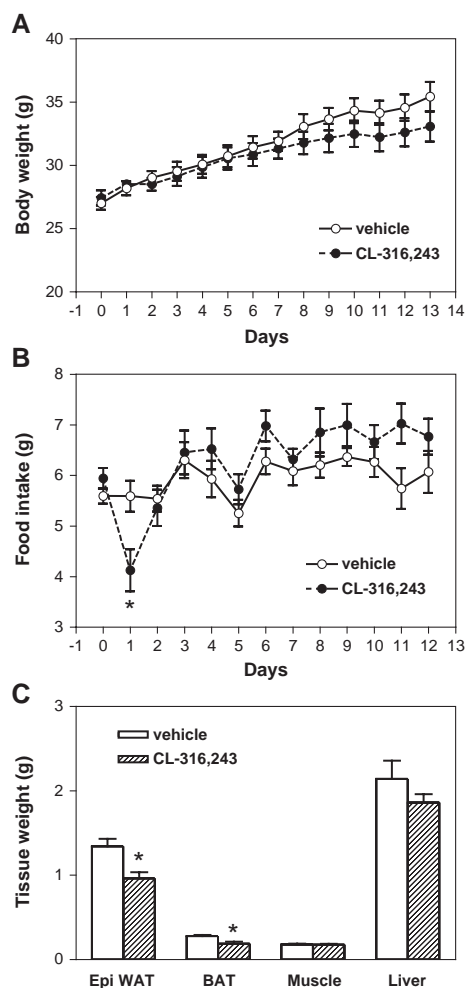 A
Body weight (g)
40
35
30
25
20
vehicle
CL-316,243
-1 0 1 2 3 4 5 6 7 8 9 10 11 12 13 14
Days
B
Food intake (g)
8
7
6
5
4
3
*
vehicle
CL-316,243
-1 0 1 2 3 4 5 6 7 8 9 10 11 12 13
Days
C
Tissue weight (g)
3
2
1
0
vehicle
CL-316,243
*
*
Epi WAT BAT Muscle Liver